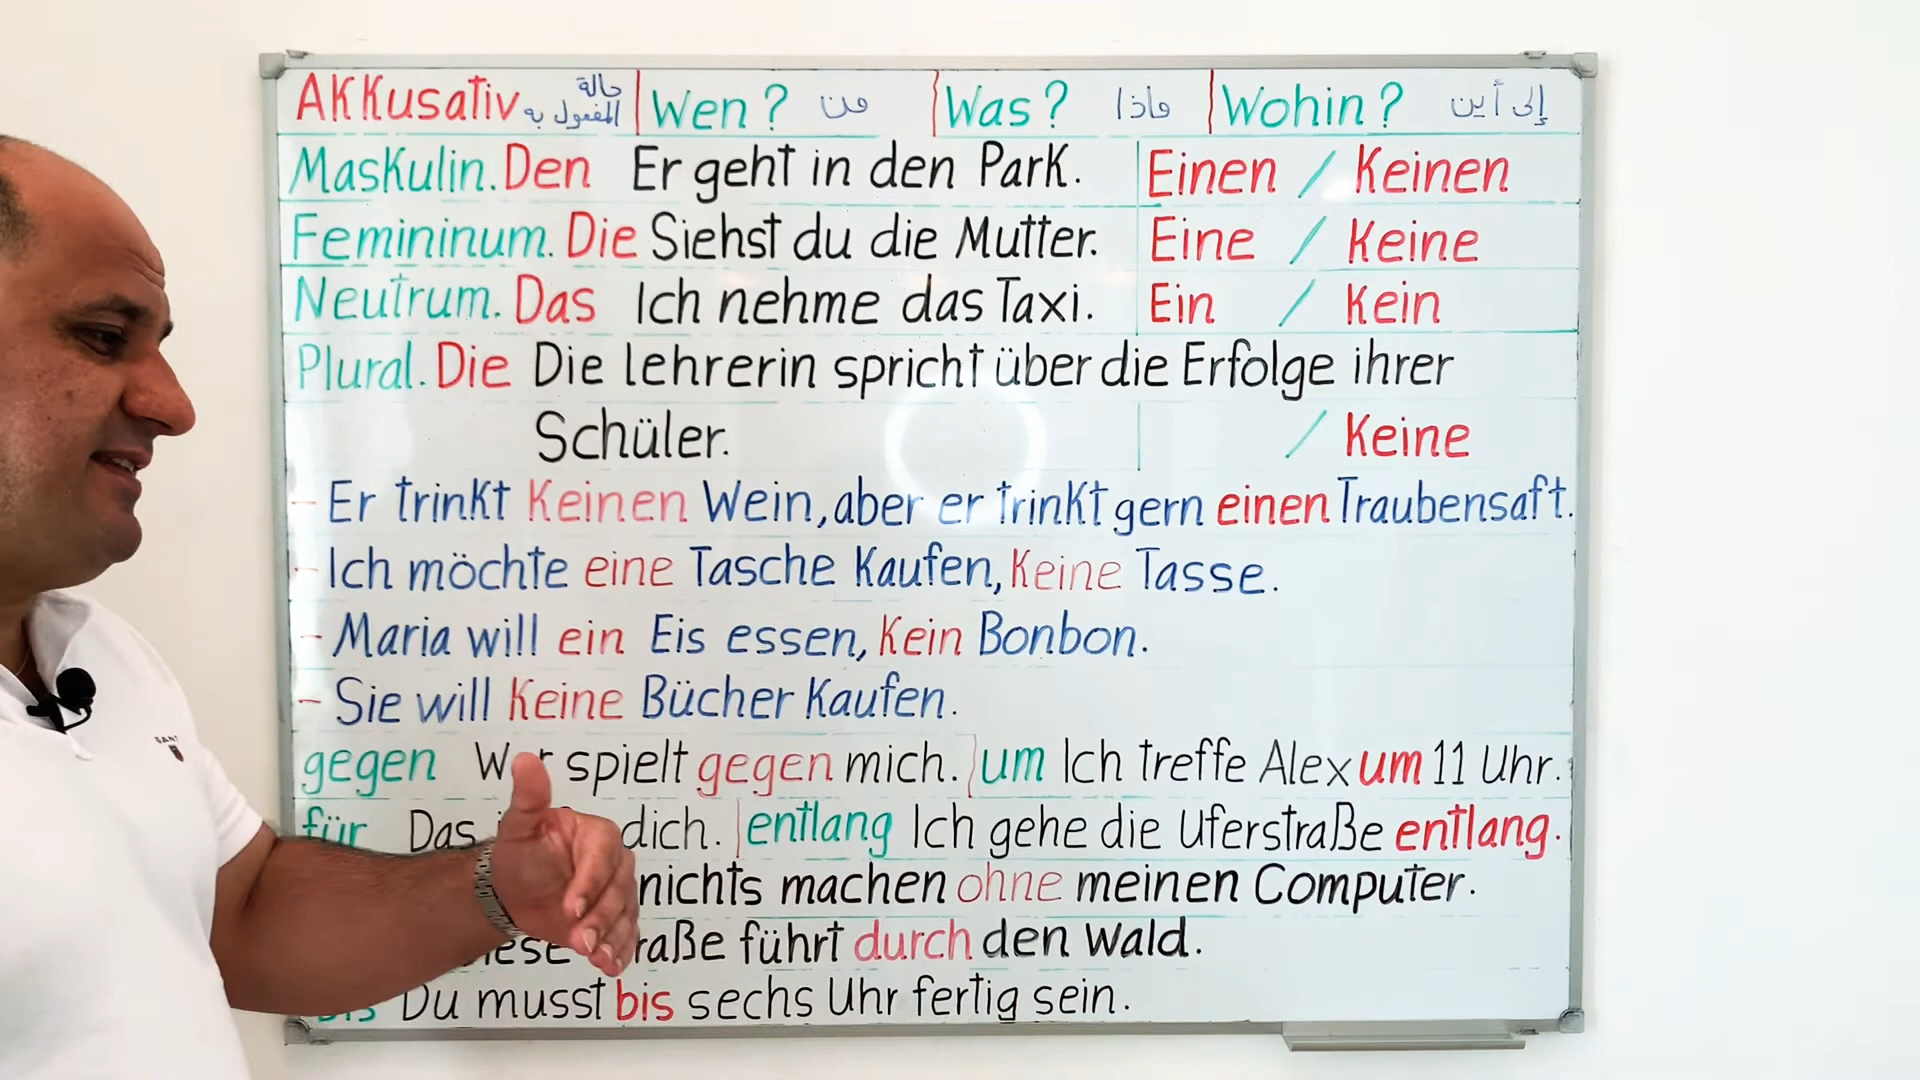 AKKusativ حالة المفعول به Wen? من Was? ماذا Wohin? إلى أين
Maskulin. Den Er geht in den Park. Einen / Keinen
Femininum. Die Siehst du die Mutter. Eine / Keine
Neutrum. Das Ich nehme das Taxi. Ein / Kein
Plural. Die Die lehrerin spricht über die Erfolge ihrer
Schüler. / Keine
- Er trinkt Keinen Wein, aber er trinkt gern einen Traubensaft.
- Ich möchte eine Tasche Kaufen, Keine Tasse.
- Maria will ein Eis essen, Kein Bonbon.
- Sie will Keine Bücher Kaufen.
gegen spielt gegen mich. um Ich treffe Alex um 11 Uhr.
für Das dich. entlang Ich gehe die Uferstraße entlang.
nichts machen ohne meinen Computer.
führt durch den Wald.
bis Du musst bis sechs Uhr fertig sein.
GANT